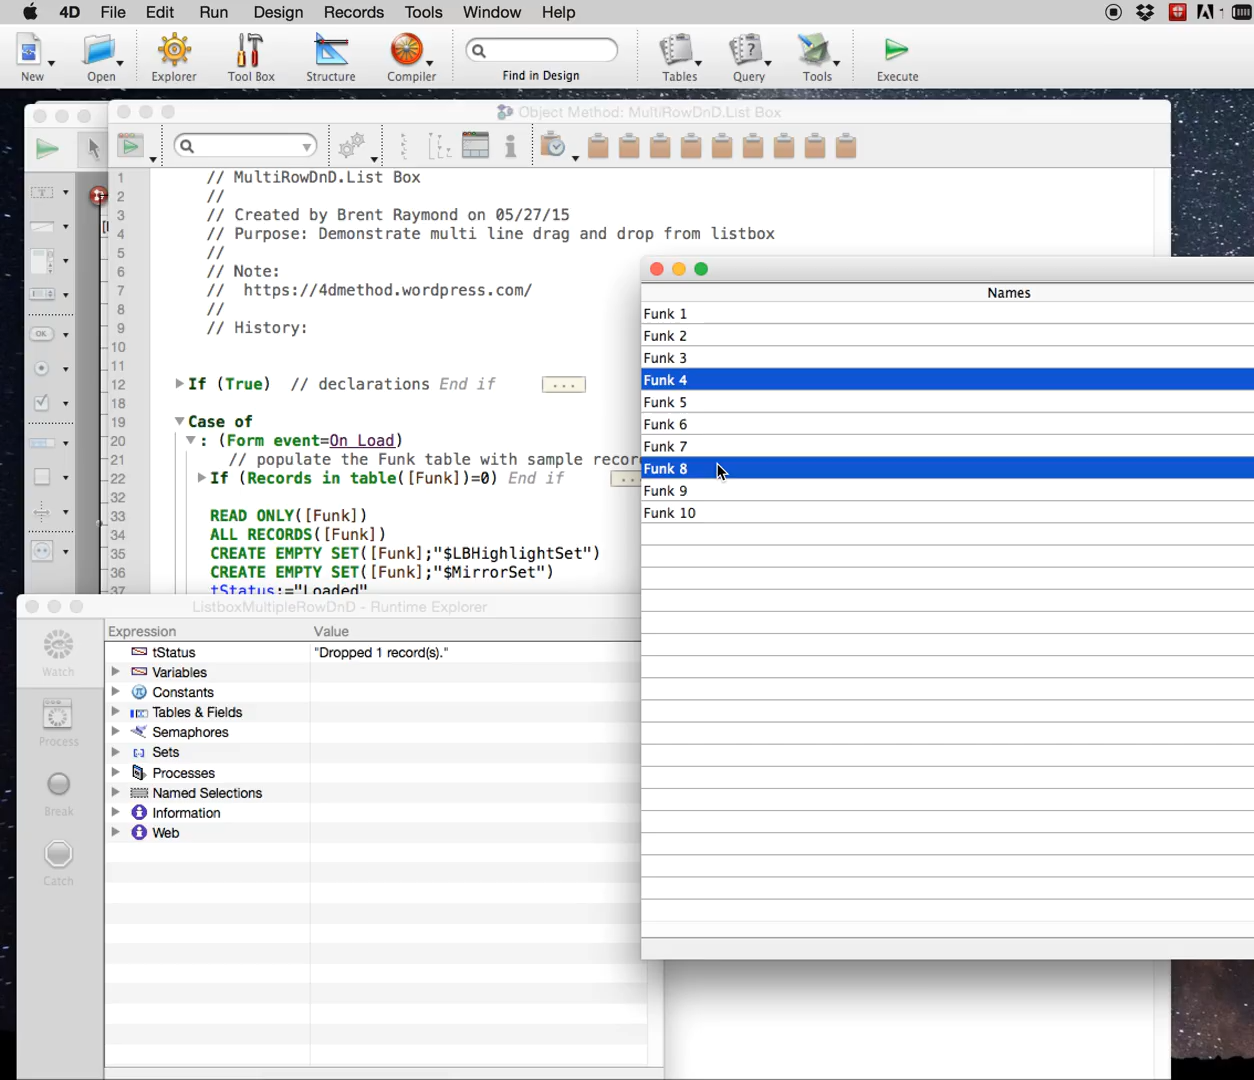 4D File Edit Run Design Records Tools Window Help
New Open Explorer Tool Box Structure Compiler Find in Design Tables Query Tools Execute
Object Method: MultiRowDnD.List Box
1 // MultiRowDnD.List Box
2 //
3 // Created by Brent Raymond on 05/27/15
4 // Purpose: Demonstrate multi line drag and drop from listbox
5 //
6 // Note:
7 // https://4dmethod.wordpress.com/
8 //
9 // History:
10
11
12 If (True) // declarations End if ...
18
19 Case of
20 : (Form event=On Load)
21 // populate the Funk table with sample recor
22 If (Records in table([Funk])=0) End if ...
32
33 READ ONLY([Funk])
34 ALL RECORDS([Funk])
35 CREATE EMPTY SET([Funk];"$LBHighlightSet")
36 CREATE EMPTY SET([Funk];"$MirrorSet")
37 tStatus:="Loaded"
OK
Names
Funk 1
Funk 2
Funk 3
Funk 4
Funk 5
Funk 6
Funk 7
Funk 8
Funk 9
Funk 10
ListboxMultipleRowDnD - Runtime Explorer
Watch
Process
Break
Catch
Expression Value
tStatus "Dropped 1 record(s)."
Variables
Constants
Tables & Fields
Semaphores
Sets
Processes
Named Selections
Information
Web